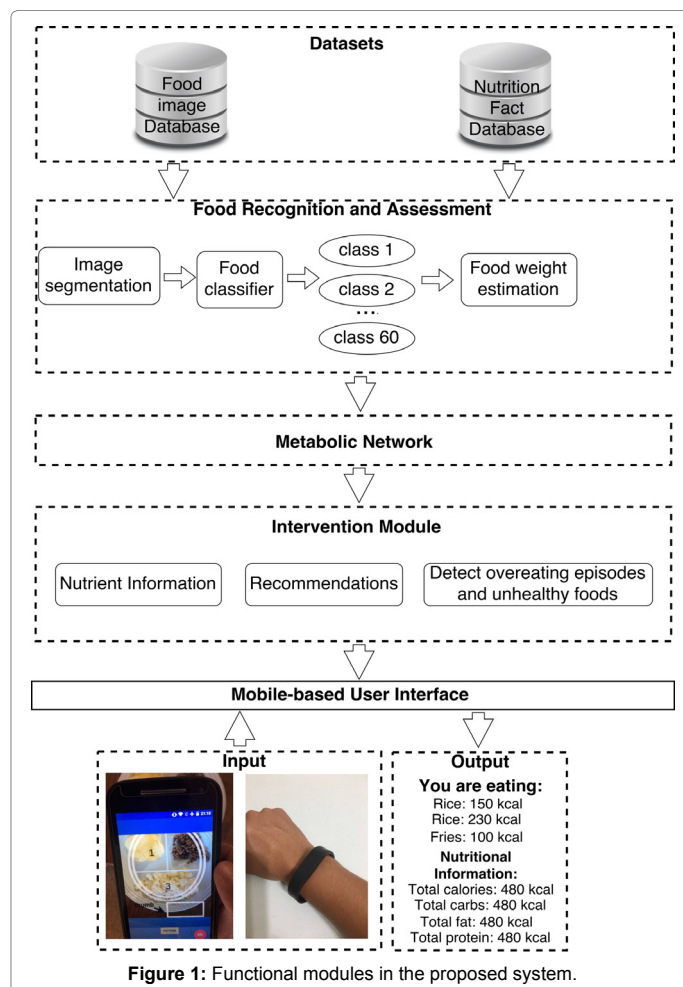 Datasets
Food
image
Database
Nutrition
Fact
Database
Food Recognition and Assessment
Image
segmentation
Food
classifier
class 1
class 2
....
class 60
Food weight
estimation
Metabolic Network
Intervention Module
Nutrient Information
Recommendations
Detect overeating episodes
and unhealthy foods
Mobile-based User Interface
Input
21:18
1
3
Output
You are eating:
Rice: 150 kcal
Rice: 230 kcal
Fries: 100 kcal
Nutritional
Information:
Total calories: 480 kcal
Total carbs: 480 kcal
Total fat: 480 kcal
Total protein: 480 kcal
Figure 1: Functional modules in the proposed system.